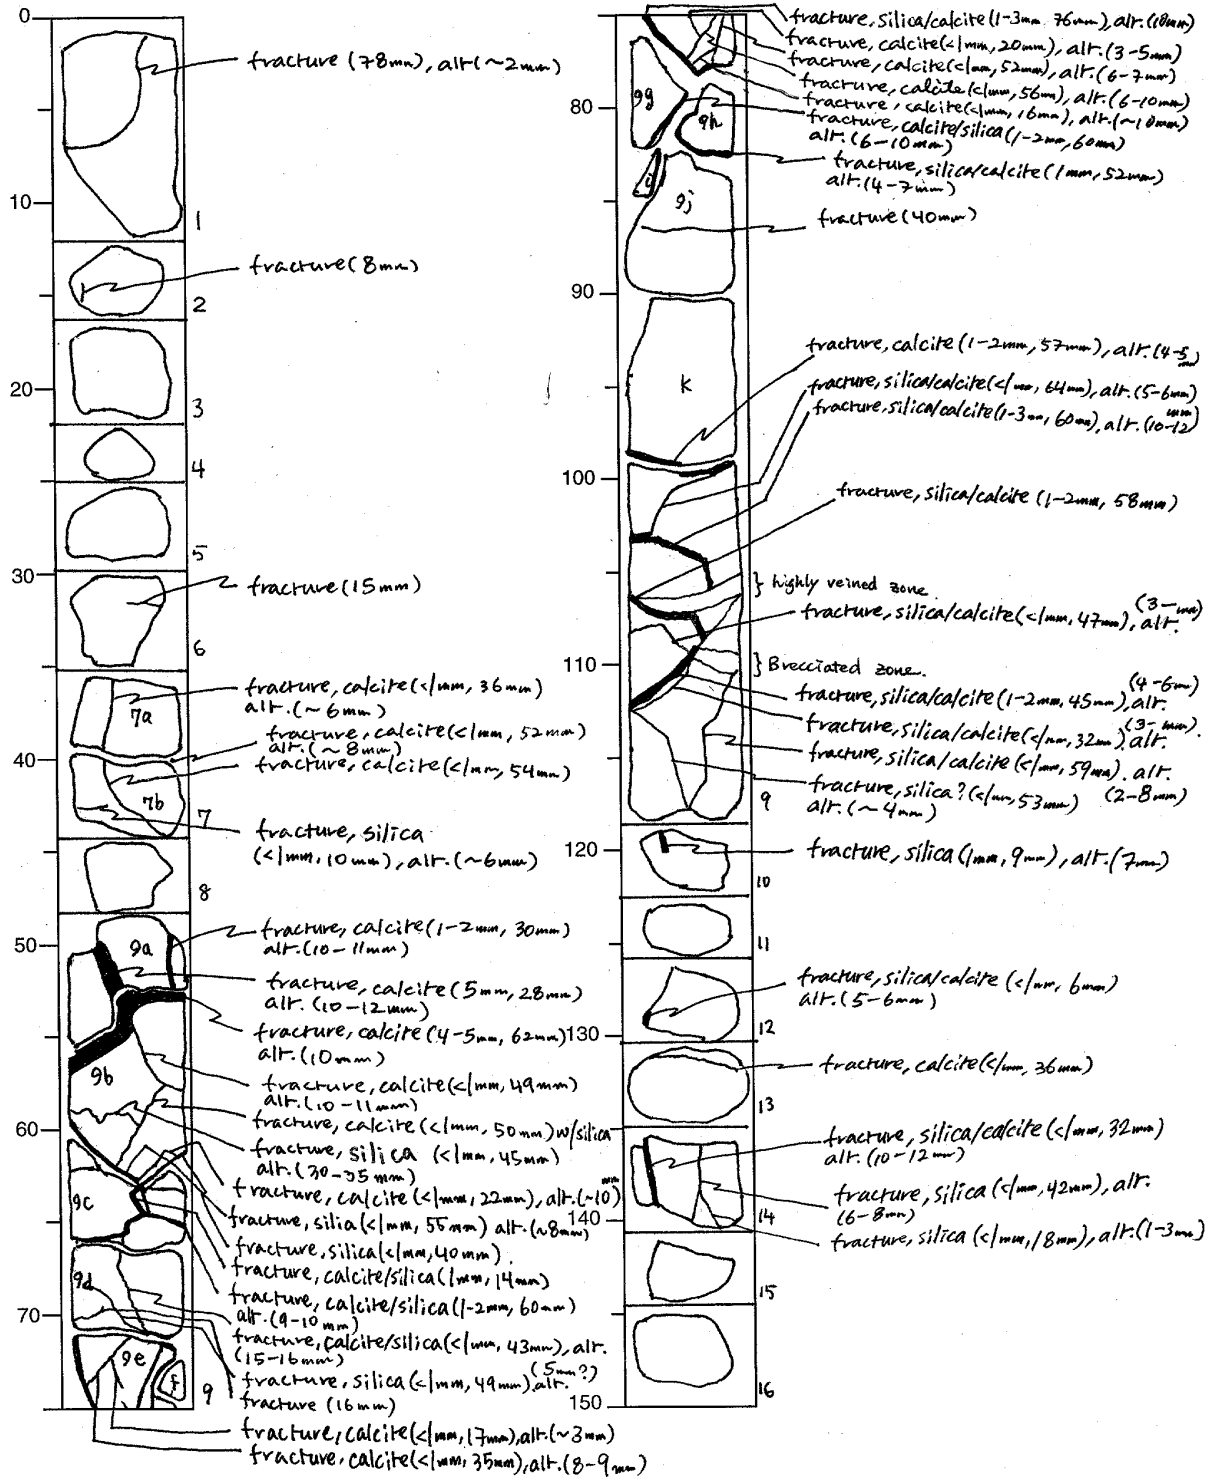 0
fracture (78mm), alt (~2mm)
10
1
fracture (8mm)
2
20
3
4
5
30
fracture (15mm)
6
fracture, calcite (<1mm, 36mm)
alt. (~6mm)
7a
fracture, calcite (<1mm, 52mm)
alt. (~8mm)
40
fracture, calcite (<1mm, 54mm)
7b
7
fracture, silica
(<1mm, 10mm), alt. (~6mm)
8
50
9a
fracture, calcite (1-2mm, 30mm)
alt. (10-11mm)
fracture, calcite (5mm, 28mm)
alt. (10-12mm)
fracture, calcite (4-5mm, 62mm)
alt. (10mm)
9b
fracture, calcite (<1mm, 49mm)
alt. (10-11mm)
fracture, calcite (<1mm, 50mm) w/silica
60
fracture, silica (<1mm, 45mm)
alt. (30-35mm)
fracture, calcite (<1mm, 22mm), alt. (~10mm)
9c
fracture, silia (<1mm, 55mm) alt. (~8mm)
fracture, silica (<1mm, 40mm)
fracture, calcite/silica (1mm, 14mm)
9d
fracture, calcite/silica (1-2mm, 60mm)
alt. (9-10mm)
70
fracture, calcite/silica (<1mm, 43mm), alt.
(15-16mm)
9e
f
9
fracture, silica (<1mm, 49mm), alt. (5mm?)
fracture (16mm)
fracture, calcite (<1mm, 17mm), alt. (~3mm)
fracture, calcite (<1mm, 35mm), alt. (8-9mm)
fracture, silica/calcite (1-3mm, 76mm), alt. (10mm)
fracture, calcite (<1mm, 20mm), alt. (3-5mm)
fracture, calcite (<1mm, 52mm), alt. (6-7mm)
fracture, calcite (<1mm, 56mm), alt. (6-10mm)
fracture, calcite (<1mm, 16mm), alt. (~10mm)
fracture, calcite/silica (1-2mm, 60mm)
alt. (6-10mm)
80
9g
9h
fracture, silica/calcite (1mm, 52mm)
alt. (4-7mm)
i
9j
fracture (40mm)
90
fracture, calcite (1-2mm, 57mm), alt. (4-5mm)
k
fracture, silica/calcite (<1mm, 64mm), alt. (5-6mm)
fracture, silica/calcite (1-3mm, 60mm), alt. (10-12mm)
100
fracture, silica/calcite (1-2mm, 58mm)
} highly veined zone
fracture, silica/calcite (<1mm, 47mm), alt. (3-mm)
110
} Brecciated zone.
fracture, silica/calcite (1-2mm, 45mm), alt. (4-6mm)
fracture, silica/calcite (<1mm, 32mm), alt. (3-mm).
fracture, silica/calcite (<1mm, 59mm). alt.
(2-8mm)
fracture, silica? (<1mm, 53mm)
alt. (~4mm)
9
120
fracture, silica (1mm, 9mm), alt. (7mm)
10
11
fracture, silica/calcite (<1mm, 6mm)
alt. (5-6mm)
130
12
fracture, calcite (<1mm, 36mm)
13
fracture, silica/calcite (<1mm, 32mm)
alt. (10-12mm)
fracture, silica (<1mm, 42mm), alt.
(6-8mm)
140
14
fracture, silica (<1mm, 18mm), alt. (1-3mm)
15
16
150